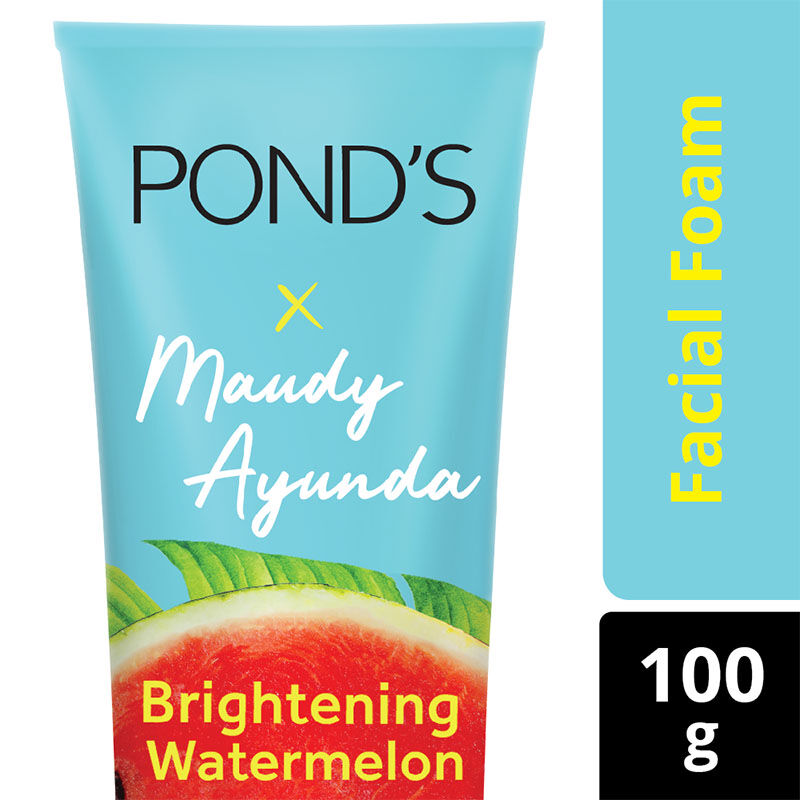 POND'S
x
Maudy
Ayunda
Brightening
Watermelon
Facial Foam
100
g